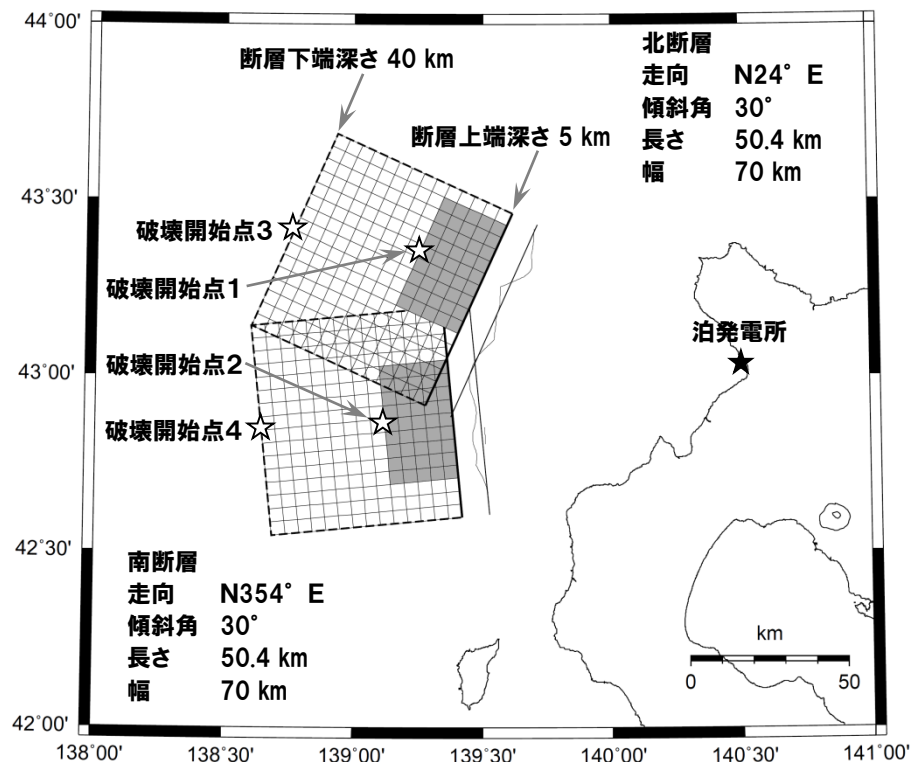 44°00'
43°30'
43°00'
42°30'
42°00'
138°00'
138°30'
139°00'
139°30'
140°00'
140°30'
141°00'
断層下端深さ 40 km
断層上端深さ 5 km
北断層
走向 N24° E
傾斜角 30°
長さ 50.4 km
幅 70 km
破壊開始点3
破壊開始点1
破壊開始点2
破壊開始点4
泊発電所
南断層
走向 N354° E
傾斜角 30°
長さ 50.4 km
幅 70 km
km
0 50